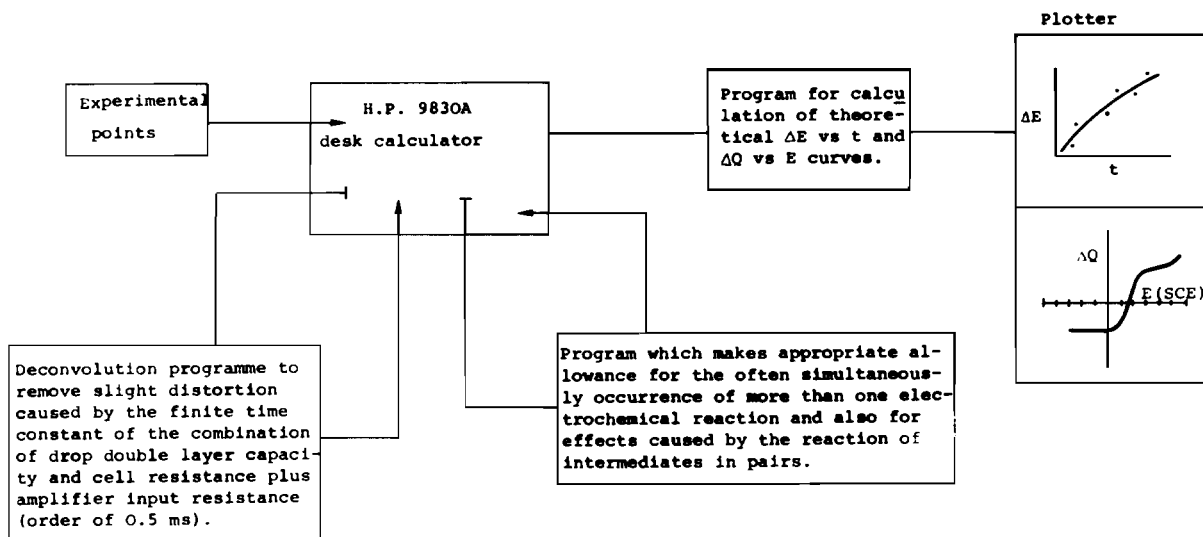 Plotter
Experimental
points
H.P. 9830A
desk calculator
Program for calcu
lation of theore-
tical ΔE vs t and
ΔQ vs E curves.
ΔE
t
ΔQ
E(SCE)
Deconvolution programme to
remove slight distortion
caused by the finite time
constant of the combination
of drop double layer capaci-
ty and cell resistance plus
amplifier input resistance
(order of 0.5 ms).
Program which makes appropriate al-
lowance for the often simultaneous-
ly occurrence of more than one elec-
trochemical reaction and also for
effects caused by the reaction of
intermediates in pairs.